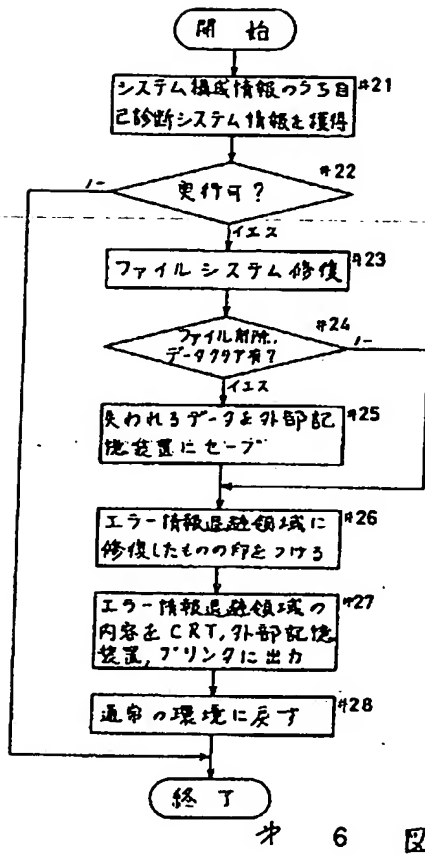 開始
システム構成情報のうち自 #21
己診断システム情報を獲得
#22
ノー
実行可?
イエス
ファイルシステム修復 #23
#24
ファイル削除,
ノー
データクリア有?
イエス
失われるデータを外部記 #25
憶装置にセーブ
エラー情報退避領域に #26
修復したものの印をつける
エラー情報退避領域の #27
内容をCRT,外部記憶
装置,プリンタに出力
通常の環境に戻す #28
終了
オ 6 図